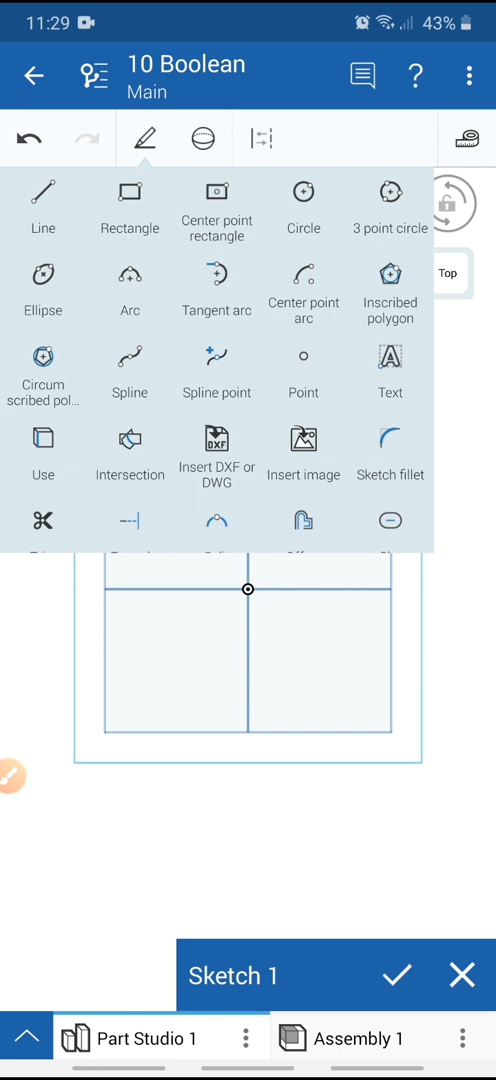 11:29
43%
10 Boolean
Main
Line
Rectangle
Center point
rectangle
Circle
3 point circle
Top
Ellipse
Arc
Tangent arc
Center point
arc
Inscribed
polygon
Circum
scribed pol...
Spline
Spline point
Point
Text
Use
Intersection
DXF
Insert DXF or
DWG
Insert image
Sketch fillet
Sketch 1
Part Studio 1
Assembly 1